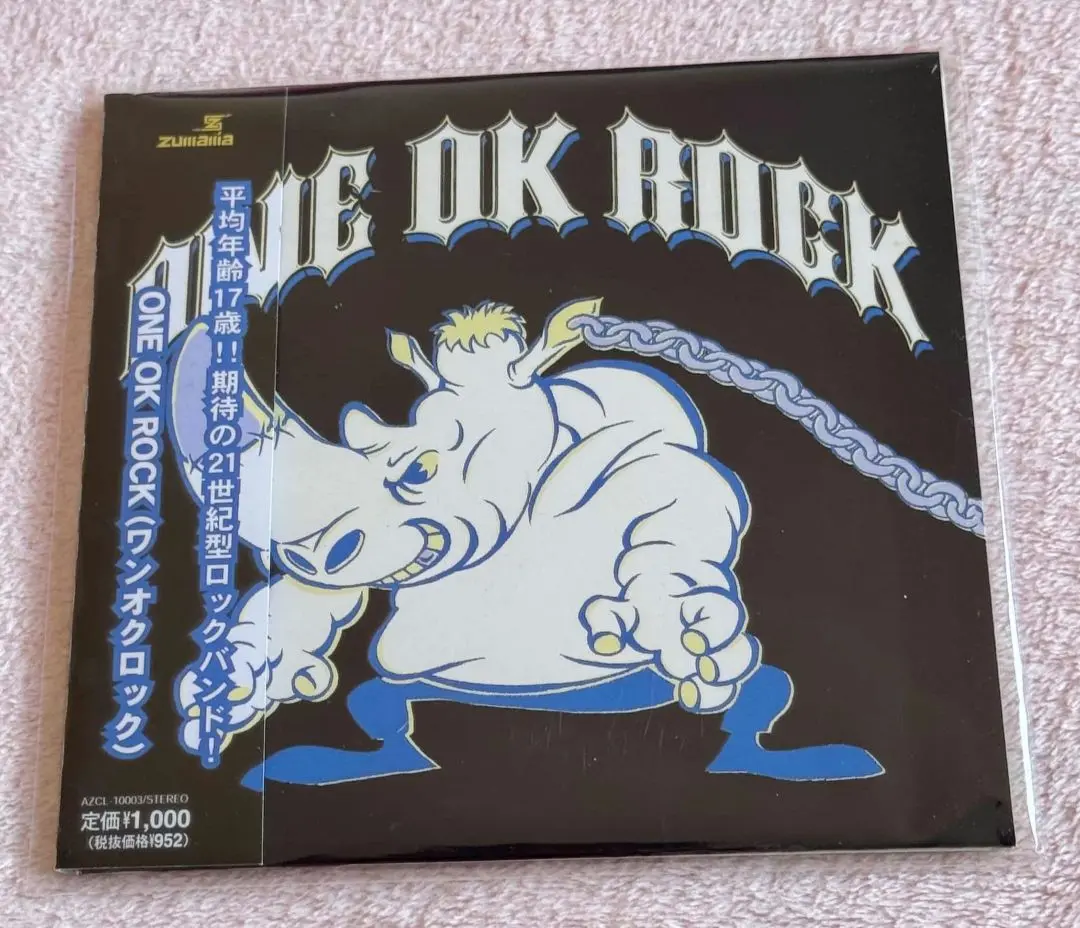 zumania
ONE OK ROCK
平均年齢17歳!!期待の21世紀型ロックバンド!
ONE OK ROCK(ワンオクロック)
AZCL-10003/STEREO
定価¥1,000
(税抜価格¥952)